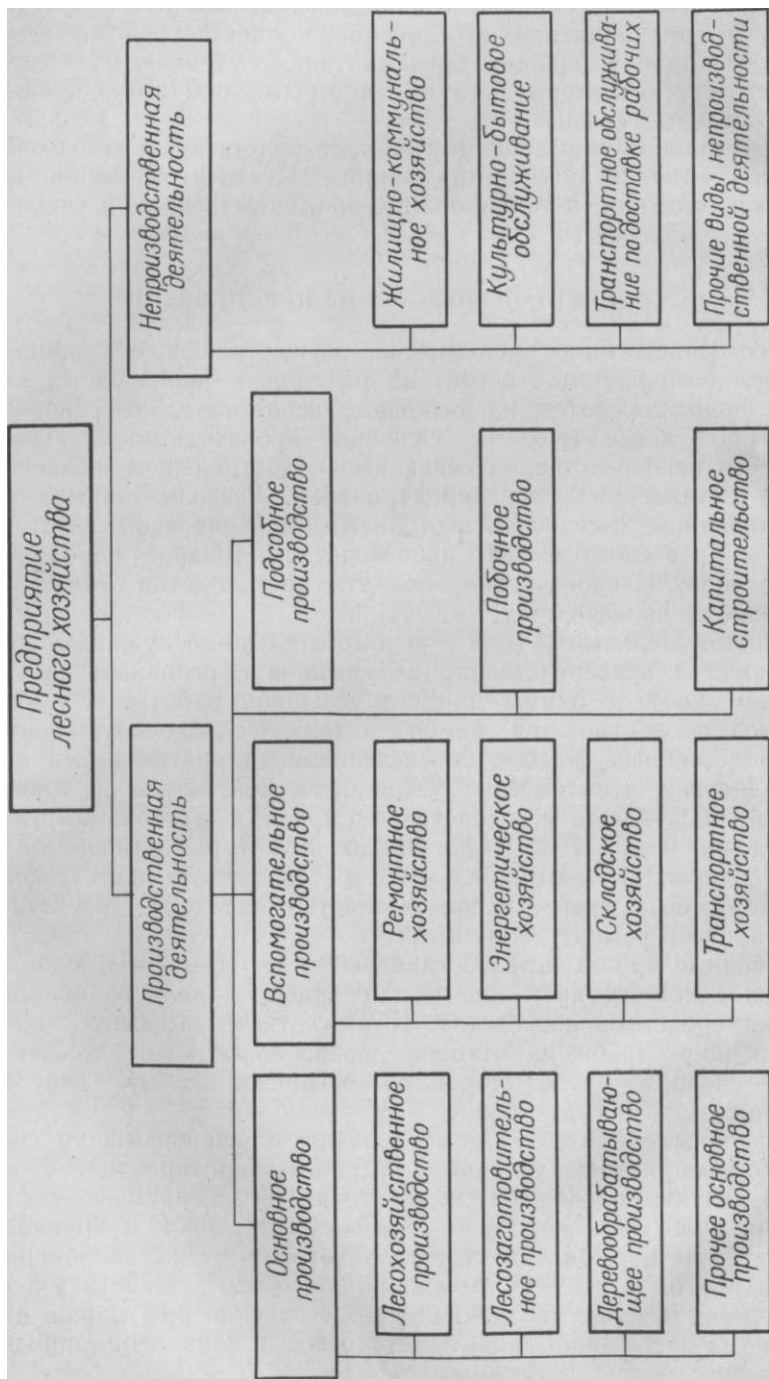 Предприятие
лесного хозяйства
Производственная
деятельность
Непроизводственная
деятельность
Основное
производство
Вспомогательное
производство
Подсобное
производство
Лесохозяйственное
производство
Лесозаготовитель
ное производство
Деревообрабатываю-
щее производство
Прочее основное
производство
Ремонтное
хозяйство
Энергетическое
хозяйство
Складское
хозяйство
Транспортное
хозяйство
Побочное
производство
Капитальное
строительство
Жилищно-коммуналь
ное хозяйство
Культурно-бытовое
обслуживание
Транспортное обслужива-
ние по доставке рабочих
Прочие виды непроизвод
ственной деятельности